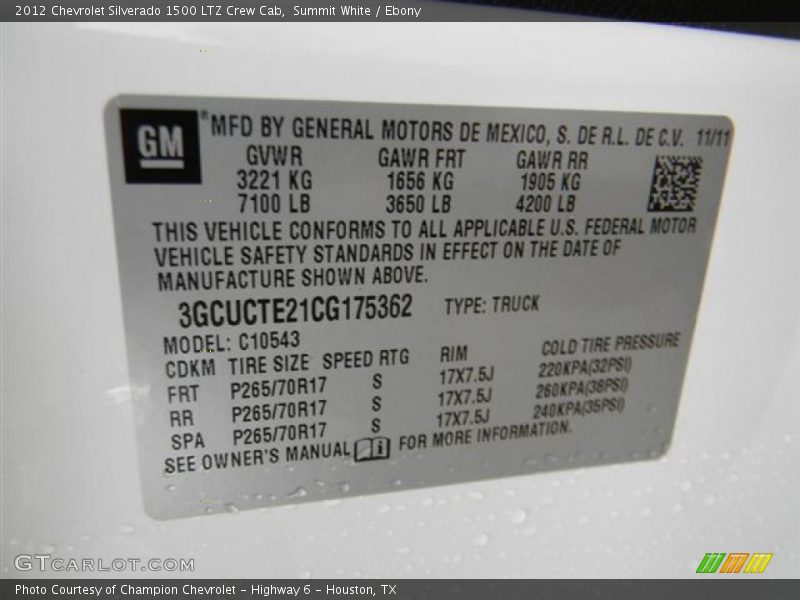 2012 Chevrolet Silverado 1500 LTZ Crew Cab, Summit White / Ebony
GM
® MFD BY GENERAL MOTORS DE MEXICO, S. DE R.L. DE C.V. 11/11
GVWR GAWR FRT GAWR RR
3221 KG 1656 KG 1905 KG
7100 LB 3650 LB 4200 LB
THIS VEHICLE CONFORMS TO ALL APPLICABLE U.S. FEDERAL MOTOR
VEHICLE SAFETY STANDARDS IN EFFECT ON THE DATE OF
MANUFACTURE SHOWN ABOVE.
3GCUCTE21CG175362 TYPE: TRUCK
MODEL: C10543
CDKM TIRE SIZE SPEED RTG RIM COLD TIRE PRESSURE
FRT P265/70R17 S 17X7.5J 220KPA(32PSI)
RR P265/70R17 S 17X7.5J 260KPA(38PSI)
SPA P265/70R17 S 17X7.5J 240KPA(35PSI)
SEE OWNER'S MANUAL i FOR MORE INFORMATION.
GTCARLOT.COM
Photo Courtesy of Champion Chevrolet - Highway 6 - Houston, TX